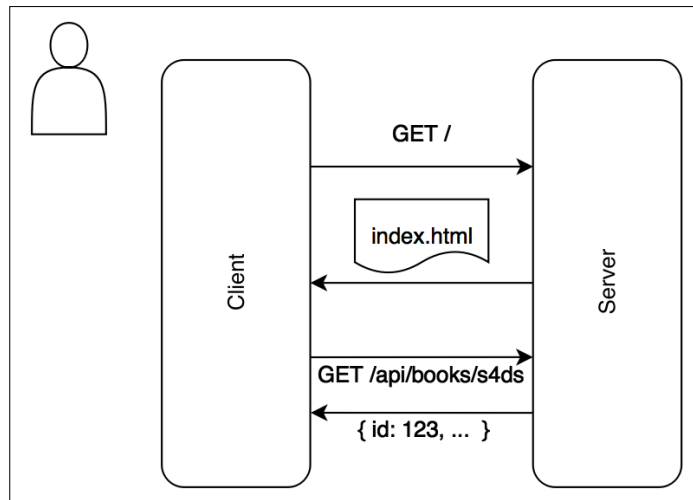 GET /
index.html
Client
Server
GET /api/books/s4ds
{ id: 123, ... }